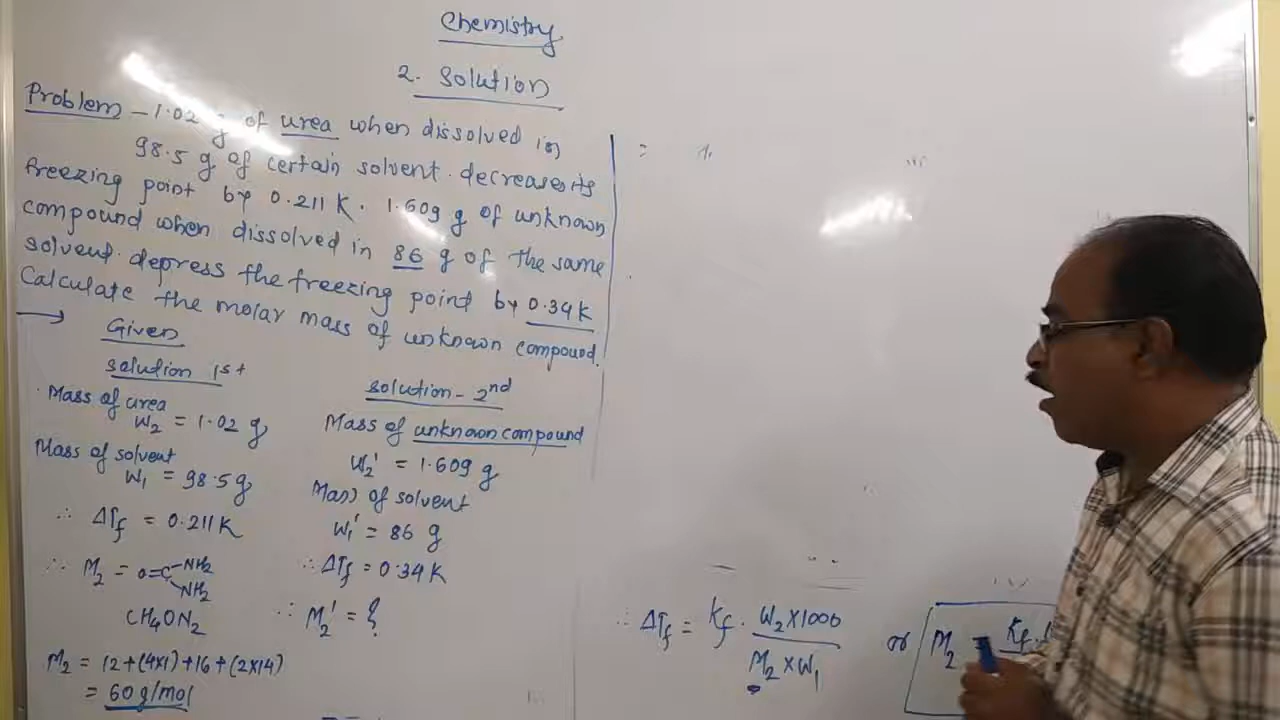 Chemistry
2. Solution
Problem - 1.02 g of urea when dissolved in
98.5 g of certain solvent. decreases its
freezing point by 0.211 K. 1.609 g of unknown
compound when dissolved in 86 g of the same
solvent. depress the freezing point by 0.34 K
Calculate the molar mass of unknown compound.
→ Given
solution 1st
Mass of urea
W₂ = 1.02 g
Mass of solvent
W₁ = 98.5 g
∴ ΔTf = 0.211 K
∴ M₂ = O=C-NH₂
NH₂
CH₄ON₂
M₂ = 12+(4×1)+16+(2×14)
= 60 g/mol
solution - 2nd
Mass of unknown compound
W₂' = 1.609 g
Mass of solvent
W₁' = 86 g
∴ ΔTf = 0.34 K
∴ M₂' = ?
∴ ΔTf = Kf · W₂×1000 / M₂×W₁ or M₂ = Kf